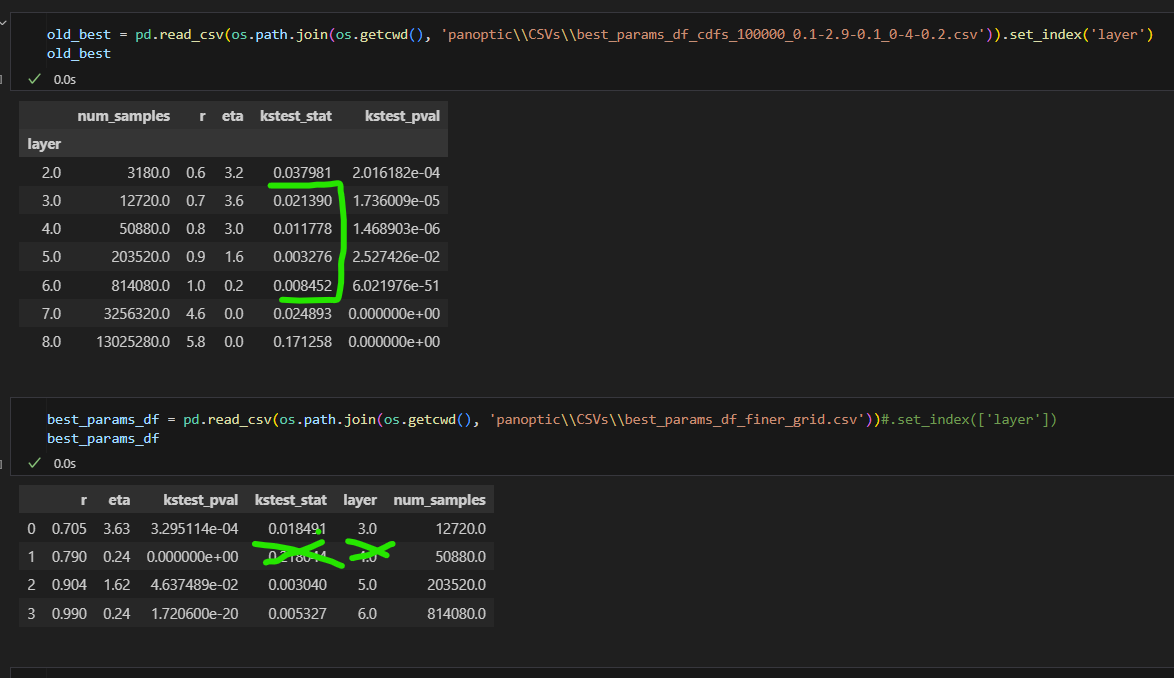 old_best = pd.read_csv(os.path.join(os.getcwd(), 'panoptic\\CSVs\\best_params_df_cdfs_100000_0.1-2.9-0.1_0-4-0.2.csv')).set_index('layer')
old_best
0.0s
num_samples r eta kstest_stat kstest_pval
layer
2.0 3180.0 0.6 3.2 0.037981 2.016182e-04
3.0 12720.0 0.7 3.6 0.021390 1.736009e-05
4.0 50880.0 0.8 3.0 0.011778 1.468903e-06
5.0 203520.0 0.9 1.6 0.003276 2.527426e-02
6.0 814080.0 1.0 0.2 0.008452 6.021976e-51
7.0 3256320.0 4.6 0.0 0.024893 0.000000e+00
8.0 13025280.0 5.8 0.0 0.171258 0.000000e+00
best_params_df = pd.read_csv(os.path.join(os.getcwd(), 'panoptic\\CSVs\\best_params_df_finer_grid.csv'))#.set_index(['layer'])
best_params_df
0.0s
r eta kstest_pval kstest_stat layer num_samples
0 0.705 3.63 3.295114e-04 0.018491 3.0 12720.0
1 0.790 0.24 0.000000e+00 50880.0
2 0.904 1.62 4.637489e-02 0.003040 5.0 203520.0
3 0.990 0.24 1.720600e-20 0.005327 6.0 814080.0